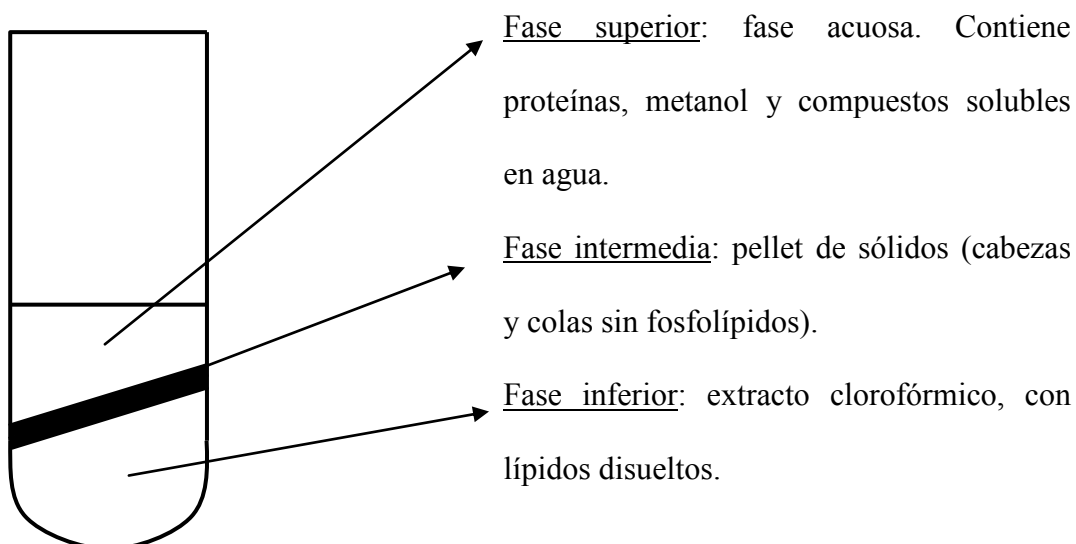 Fase superior: fase acuosa. Contiene
proteínas, metanol y compuestos solubles
en agua.
Fase intermedia: pellet de sólidos (cabezas
y colas sin fosfolípidos).
Fase inferior: extracto clorofórmico, con
lípidos disueltos.